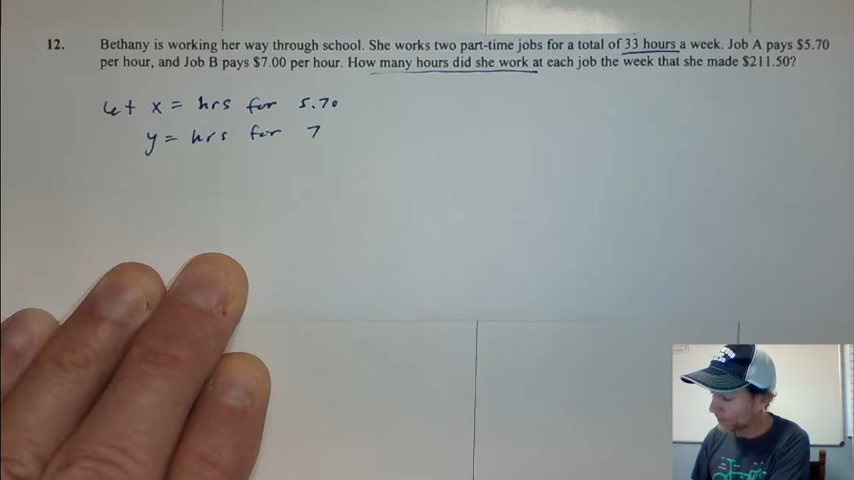 12. Bethany is working her way through school. She works two part-time jobs for a total of 33 hours a week. Job A pays $5.70
per hour, and Job B pays $7.00 per hour. How many hours did she work at each job the week that she made $211.50?
Let x = hrs for 5.70
y = hrs for 7